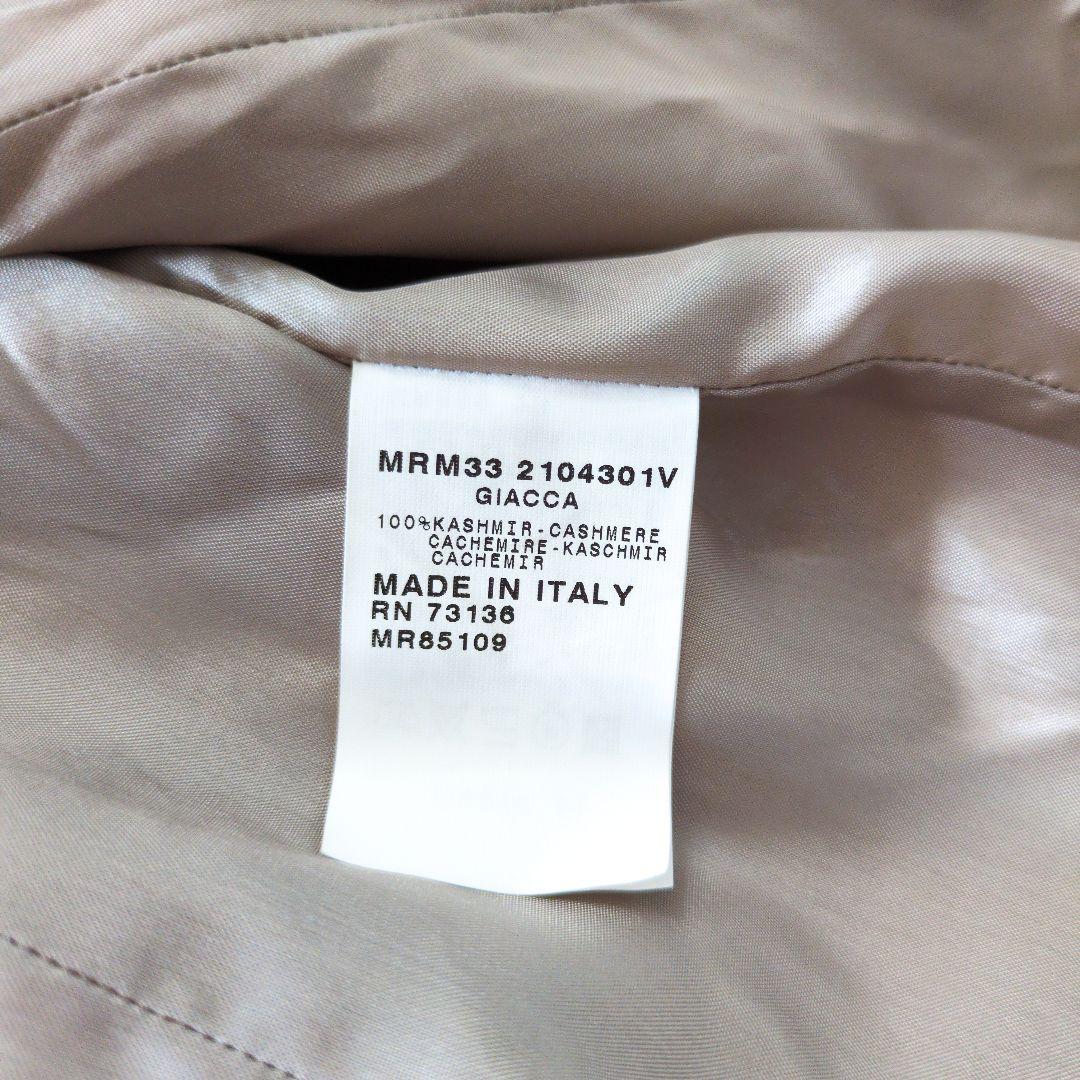 MRM33 2104301V
GIACCA
100%KASHMIR-CASHMERE
CACHEMIRE-KASCHMIR
CACHEMIR
MADE IN ITALY
RN 73136
MR85109